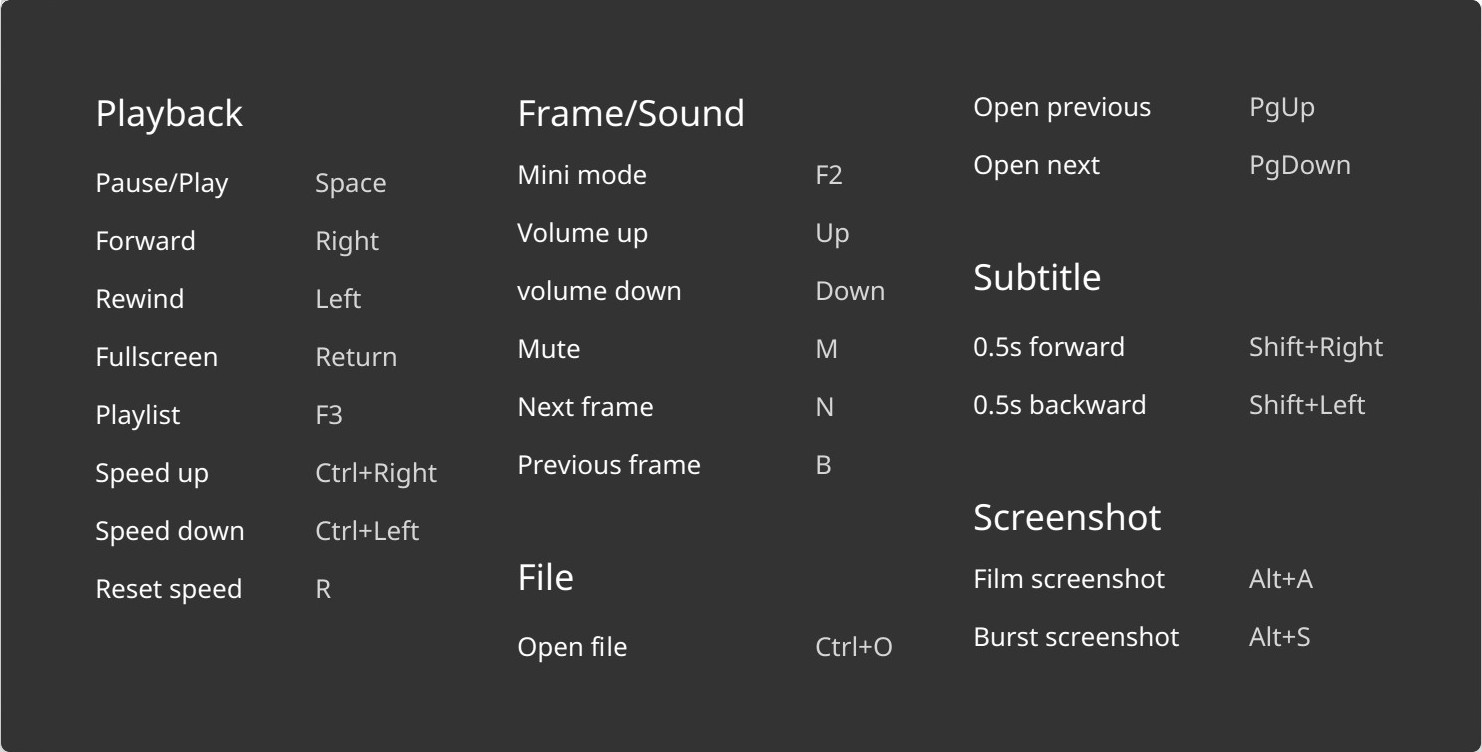 Playback
Pause/Play Space
Forward Right
Rewind Left
Fullscreen Return
Playlist F3
Speed up Ctrl+Right
Speed down Ctrl+Left
Reset speed R
Frame/Sound
Mini mode F2
Volume up Up
volume down Down
Mute M
Next frame N
Previous frame B
File
Open file Ctrl+O
Open previous PgUp
Open next PgDown
Subtitle
0.5s forward Shift+Right
0.5s backward Shift+Left
Screenshot
Film screenshot Alt+A
Burst screenshot Alt+S